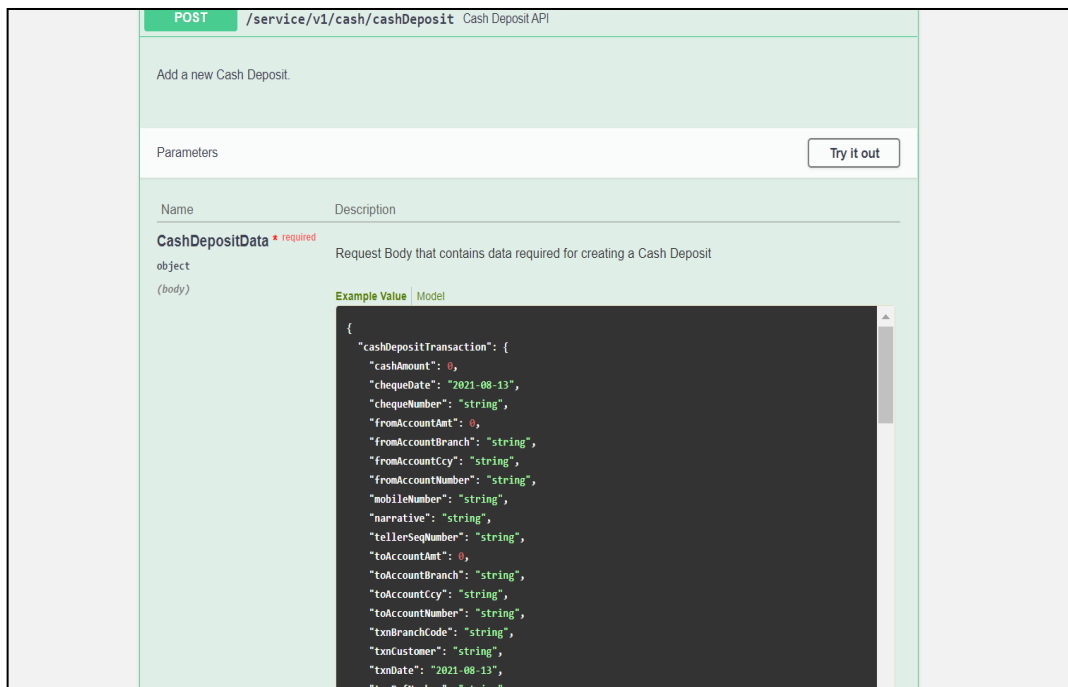 POST /service/v1/cash/cashDeposit Cash Deposit API
Add a new Cash Deposit.
Parameters
Try it out
Name Description
CashDepositData * required
object
(body)
Request Body that contains data required for creating a Cash Deposit
Example Value Model
{
"cashDepositTransaction": {
"cashAmount": 0,
"chequeDate": "2021-08-13",
"chequeNumber": "string",
"fromAccountAmt": 0,
"fromAccountBranch": "string",
"fromAccountCcy": "string",
"fromAccountNumber": "string",
"mobileNumber": "string",
"narrative": "string",
"tellerSeqNumber": "string",
"toAccountAmt": 0,
"toAccountBranch": "string",
"toAccountCcy": "string",
"toAccountNumber": "string",
"txnBranchCode": "string",
"txnCustomer": "string",
"txnDate": "2021-08-13",